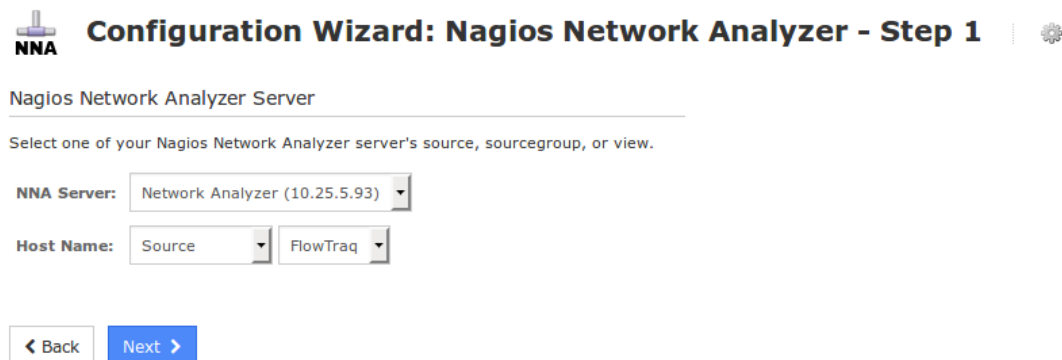 NNA Configuration Wizard: Nagios Network Analyzer - Step 1
Nagios Network Analyzer Server
Select one of your Nagios Network Analyzer server's source, sourcegroup, or view.
NNA Server: Network Analyzer (10.25.5.93)
Host Name: Source FlowTraq
Back Next